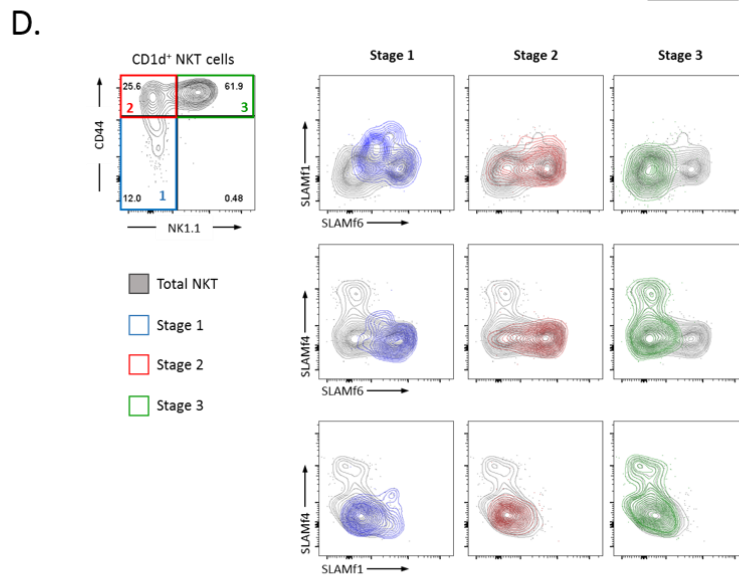 D.
CD1d⁺ NKT cells
Stage 1
Stage 2
Stage 3
25.6
61.9
2
3
CD44
12.0
1
0.48
NK1.1
SLAMf1
SLAMf6
Total NKT
Stage 1
Stage 2
Stage 3
SLAMf4
SLAMf6
SLAMf4
SLAMf1